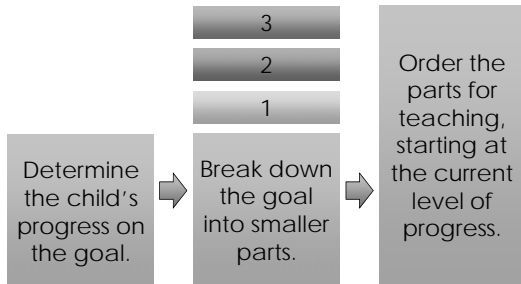 Determine
the child's
progress on
the goal.
3
2
1
Break down
the goal
into smaller
parts.
Order the
parts for
teaching,
starting at
the current
level of
progress.